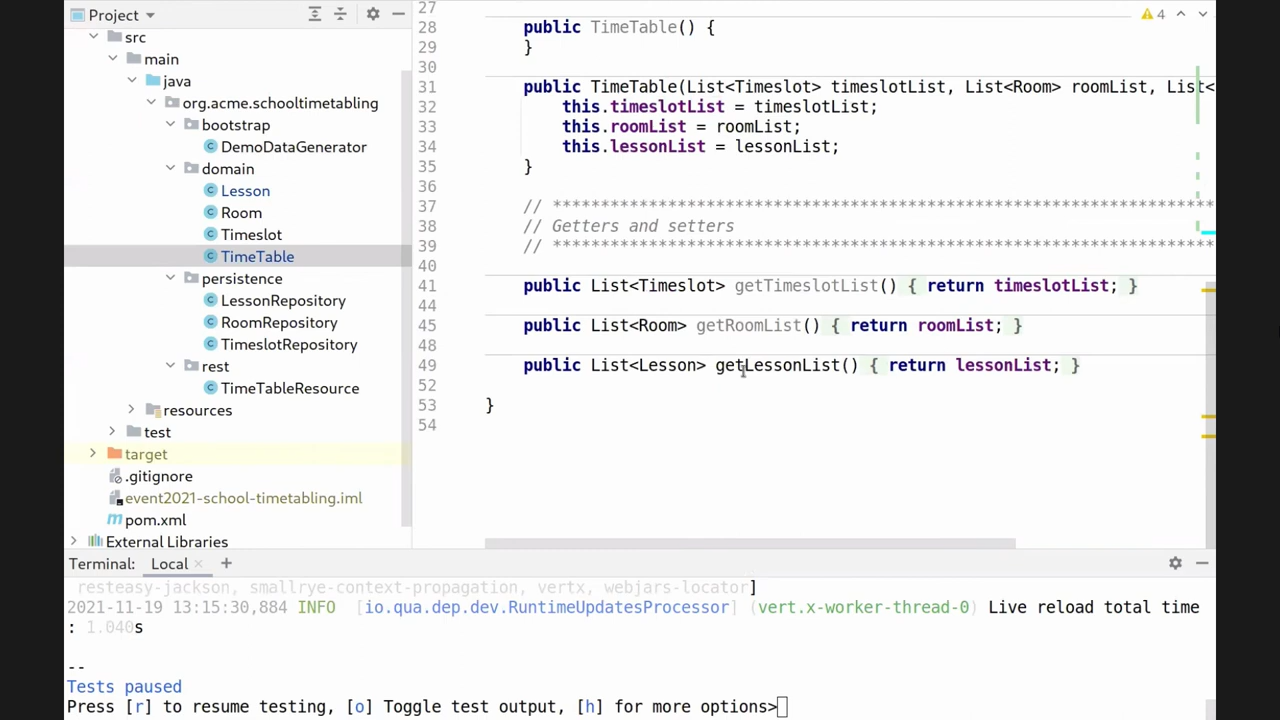 Project
src
main
java
org.acme.schooltimetabling
bootstrap
DemoDataGenerator
domain
Lesson
Room
Timeslot
TimeTable
persistence
LessonRepository
RoomRepository
TimeslotRepository
rest
TimeTableResource
resources
test
target
.gitignore
event2021-school-timetabling.iml
pom.xml
External Libraries
4
27
28 public TimeTable() {
29 }
30
31 public TimeTable(List<Timeslot> timeslotList, List<Room> roomList, List<
32 this.timeslotList = timeslotList;
33 this.roomList = roomList;
34 this.lessonList = lessonList;
35 }
36
37 // *********************************************************************
38 // Getters and setters
39 // *********************************************************************
40
41 public List<Timeslot> getTimeslotList() { return timeslotList; }
44
45 public List<Room> getRoomList() { return roomList; }
48
49 public List<Lesson> getLessonList() { return lessonList; }
52
53 }
54
Terminal: Local × +
resteasy-jackson, smallrye-context-propagation, vertx, webjars-locator]
2021-11-19 13:15:30,884 INFO [io.qua.dep.dev.RuntimeUpdatesProcessor] (vert.x-worker-thread-0) Live reload total time
: 1.040s
--
Tests paused
Press [r] to resume testing, [o] Toggle test output, [h] for more options>